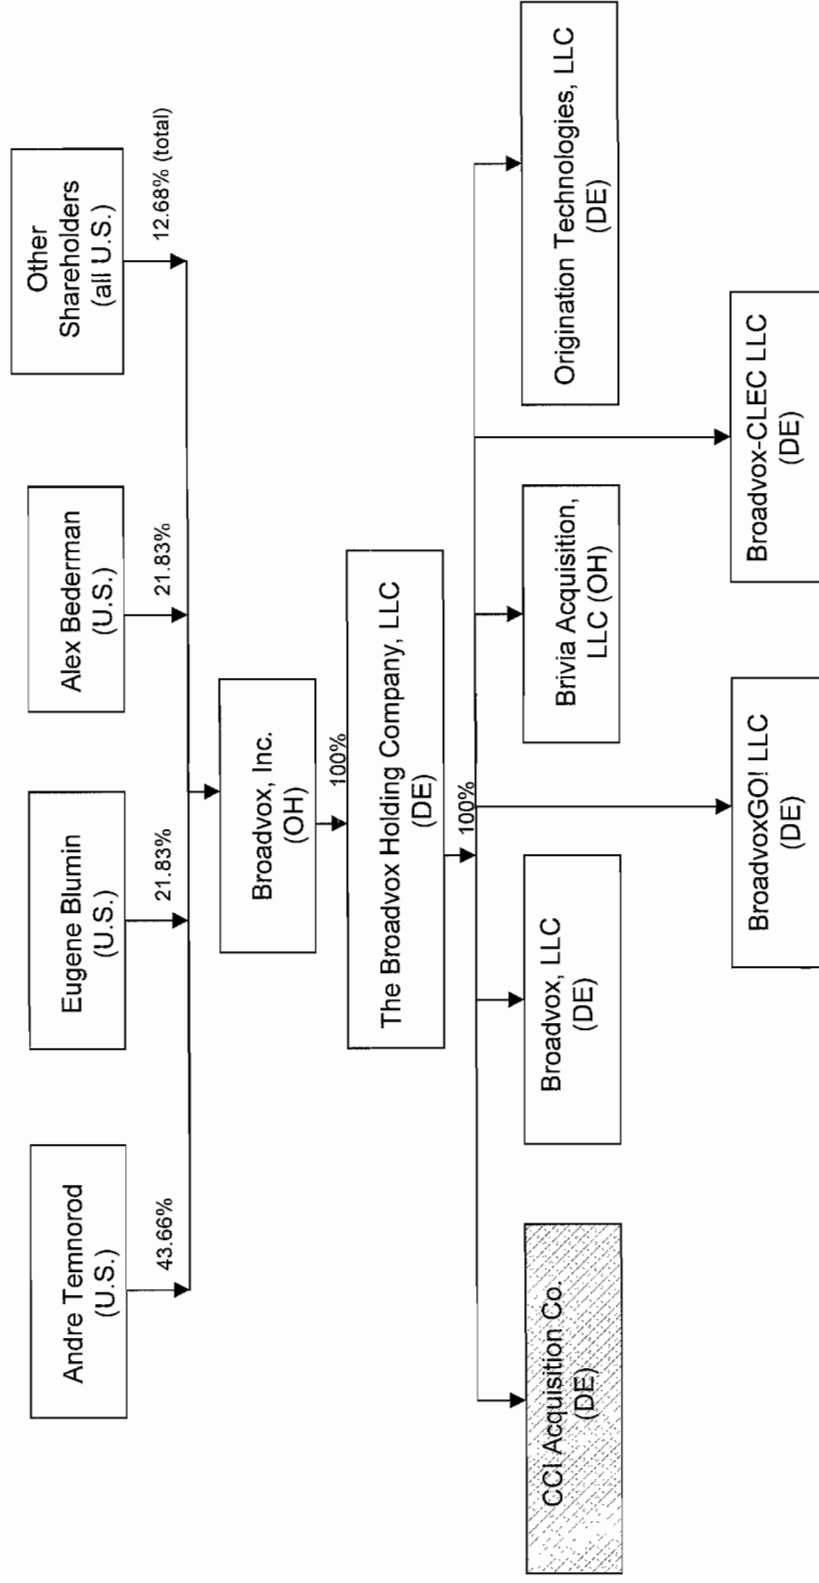 Andre Temnorod
(U.S.)
Eugene Blumin
(U.S.)
Alex Bederman
(U.S.)
Other
Shareholders
(all U.S.)
43.66%
21.83%
21.83%
12.68% (total)
Broadvox, Inc.
(OH)
100%
The Broadvox Holding Company, LLC
(DE)
100%
CCI Acquisition Co.
(DE)
Broadvox, LLC
(DE)
Brivia Acquisition,
LLC (OH)
Origination Technologies, LLC
(DE)
BroadvoxGO! LLC
(DE)
Broadvox-CLEC LLC
(DE)